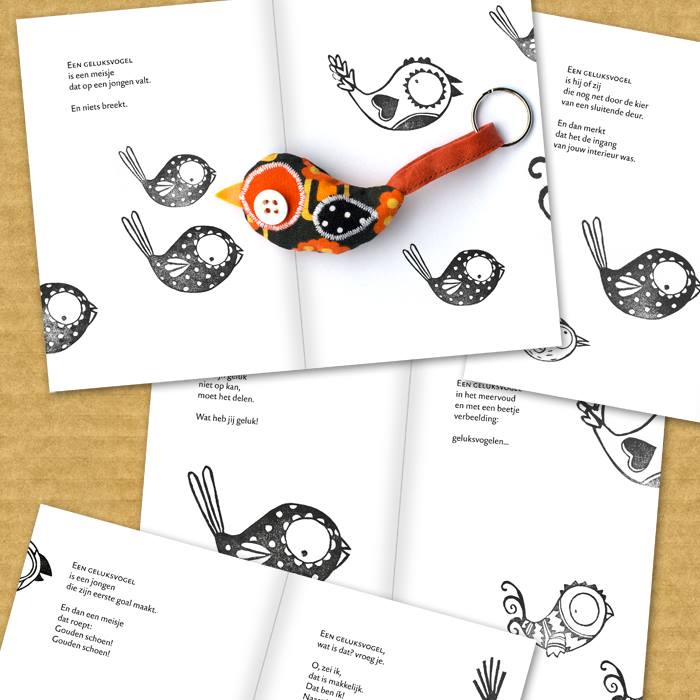 Een geluksvogel
is een meisje
dat op een jongen valt.
En niets breekt.
Een geluksvogel
is hij of zij
die nog net door de kier
van een sluitende deur.
En dan merkt
dat het de ingang
van jouw interieur was.
geluk
niet op kan,
moet het delen.
Wat heb jij geluk!
Een geluksvogel
in het meervoud
en met een beetje
verbeelding:
geluksvogelen...
Een geluksvogel
is een jongen
die zijn eerste goal maakt.
En dan een meisje
dat roept:
Gouden schoen!
Gouden schoen!
Een geluksvogel,
wat is dat? vroeg je.
O, zei ik,
dat is makkelijk.
Dat ben ik!